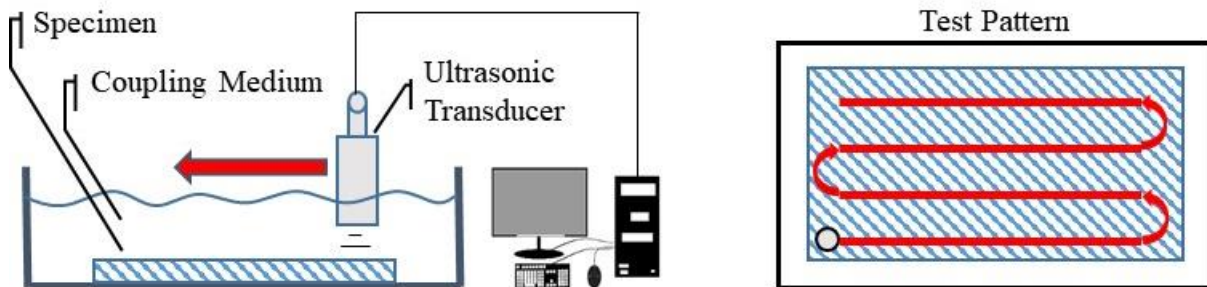 Specimen
Coupling Medium
Ultrasonic
Transducer
Test Pattern